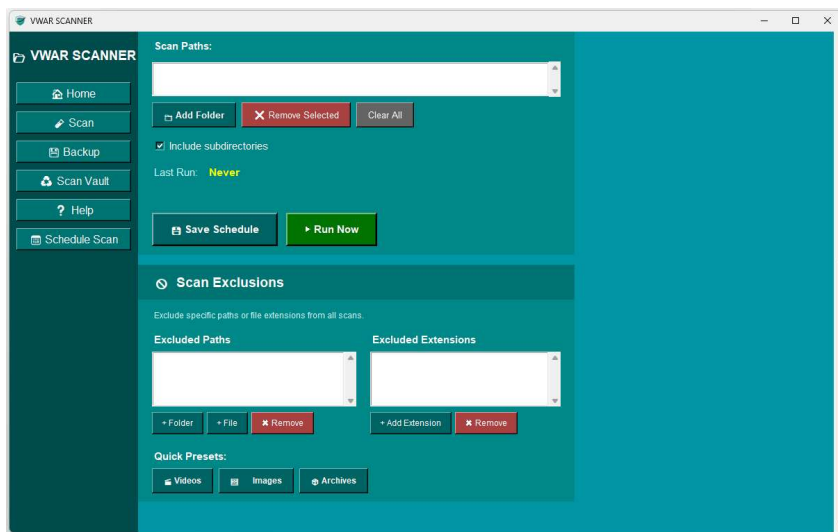 VWAR SCANNER
VWAR SCANNER
Home
Scan
Backup
Scan Vault
? Help
Schedule Scan
Scan Paths:
Add Folder
Remove Selected
Clear All
Include subdirectories
Last Run: Never
Save Schedule
Run Now
Scan Exclusions
Exclude specific paths or file extensions from all scans.
Excluded Paths
Excluded Extensions
+ Folder
+ File
Remove
+ Add Extension
Remove
Quick Presets:
Videos
Images
Archives